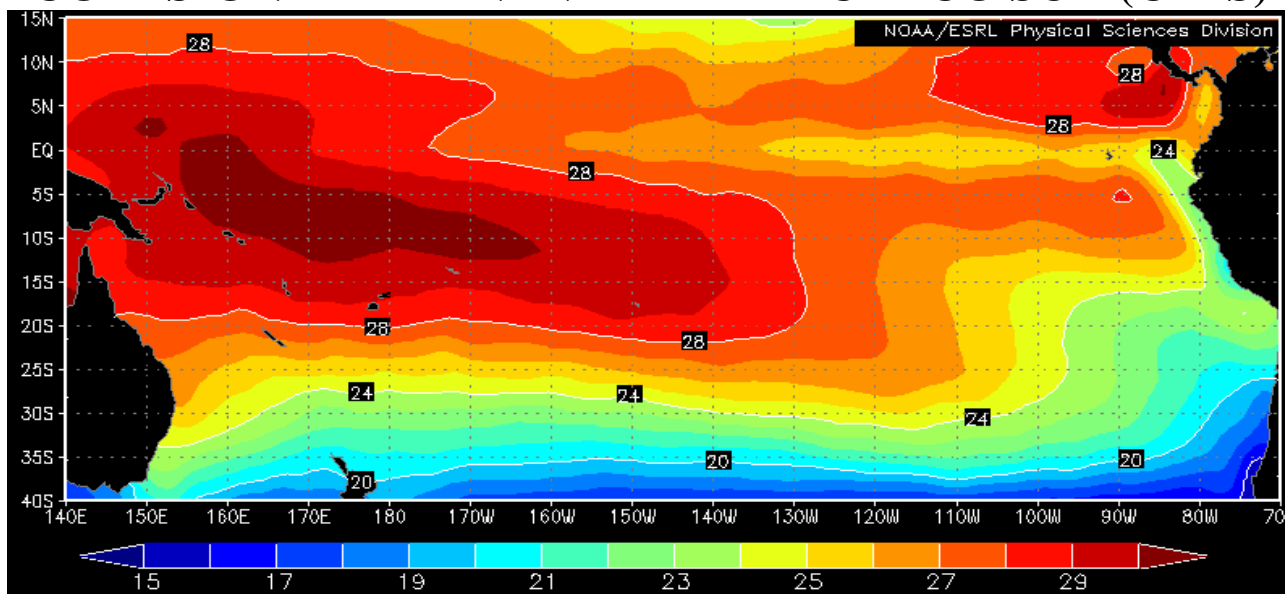 NOAA/ESRL Physical Sciences Division
15N
28
10N
28
5N
28
EQ
24
28
5S
10S
15S
20S
28
28
25S
24
24
30S
24
35S
20
20
20
40S
140E 150E 160E 170E 180 170W 160W 150W 140W 130W 120W 110W 100W 90W 80W 70
15 17 19 21 23 25 27 29